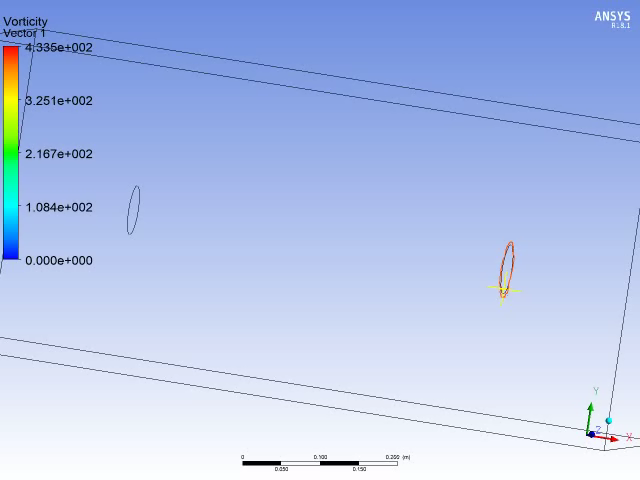 Vorticity
Vector 1
4.335e+002
3.251e+002
2.167e+002
1.084e+002
0.000e+000
ANSYS
R18.1
Y
Z
X
0 0.100 0.200 (m)
0.050 0.150